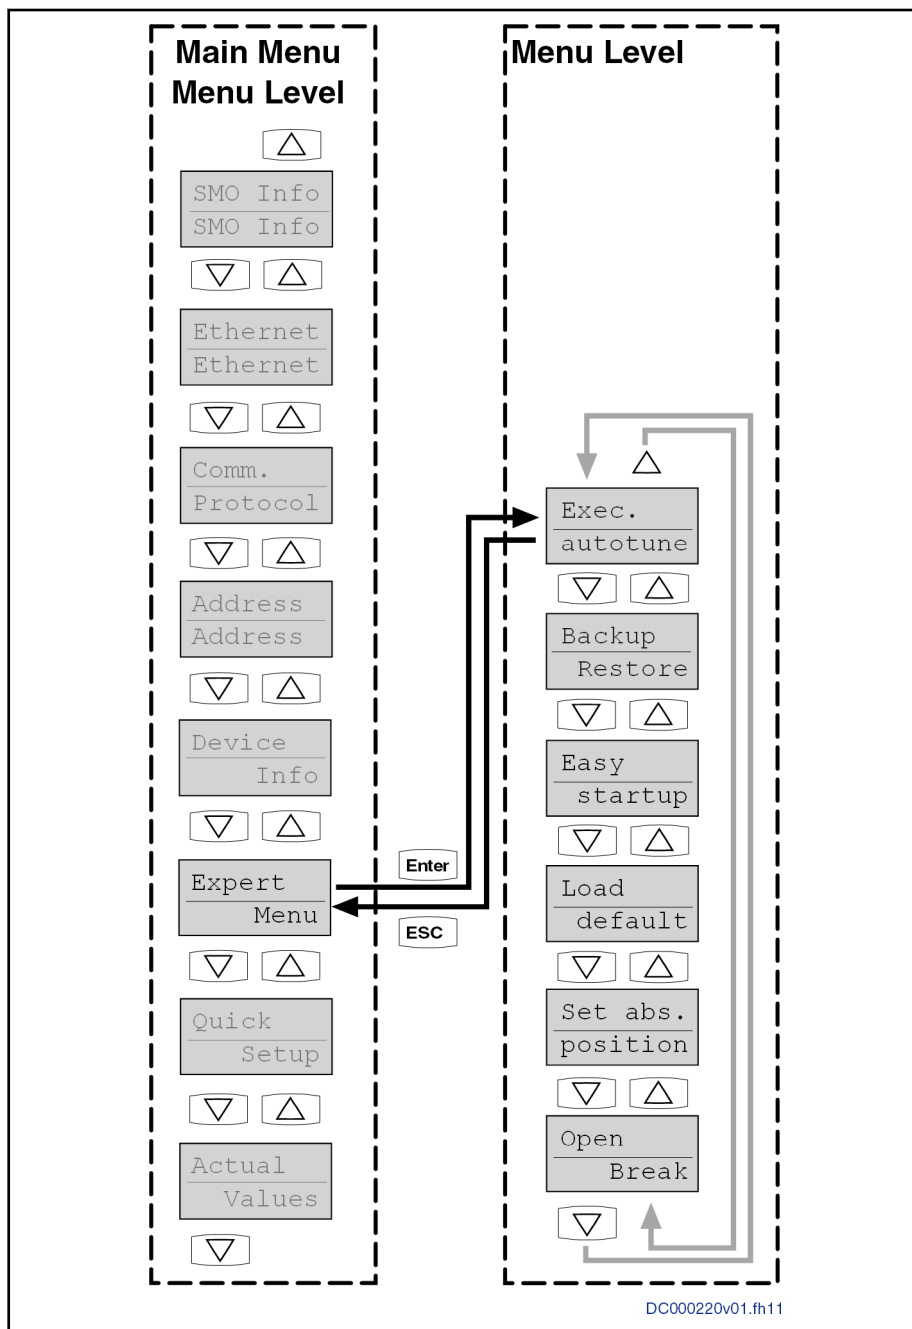 Main Menu
Menu Level
SMO Info
SMO Info
Ethernet
Ethernet
Comm.
Protocol
Address
Address
Device
Info
Expert
Menu
Quick
Setup
Actual
Values
Enter
ESC
Menu Level
Exec.
autotune
Backup
Restore
Easy
startup
Load
default
Set abs.
position
Open
Break
DC000220v01.fh11